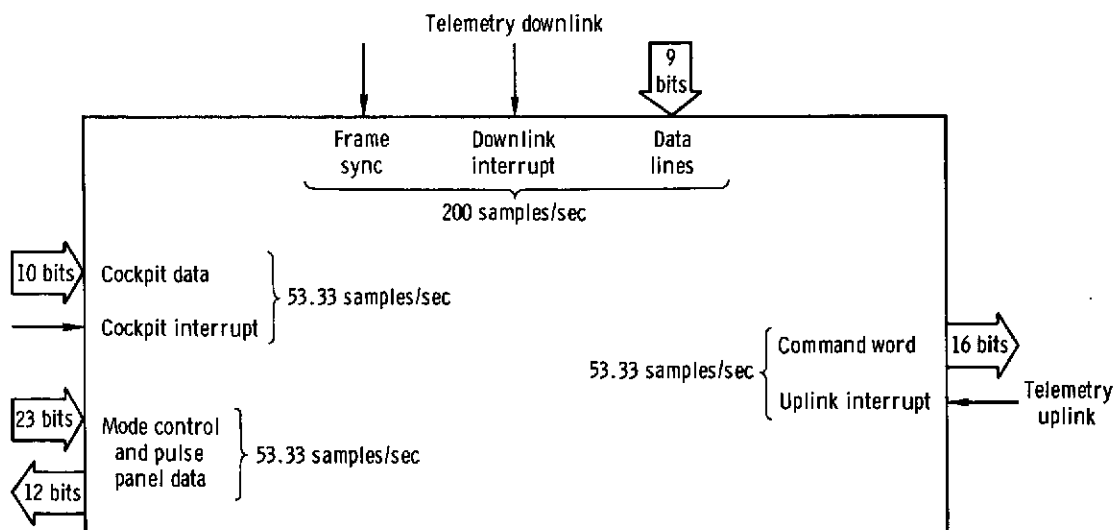 Telemetry downlink
9
bits
Frame
sync
Downlink
interrupt
Data
lines
200 samples/sec
10 bits
Cockpit data
53.33 samples/sec
Cockpit interrupt
Command word
16 bits
53.33 samples/sec
Uplink interrupt
Telemetry
uplink
23 bits
Mode control
and pulse
panel data
53.33 samples/sec
12 bits